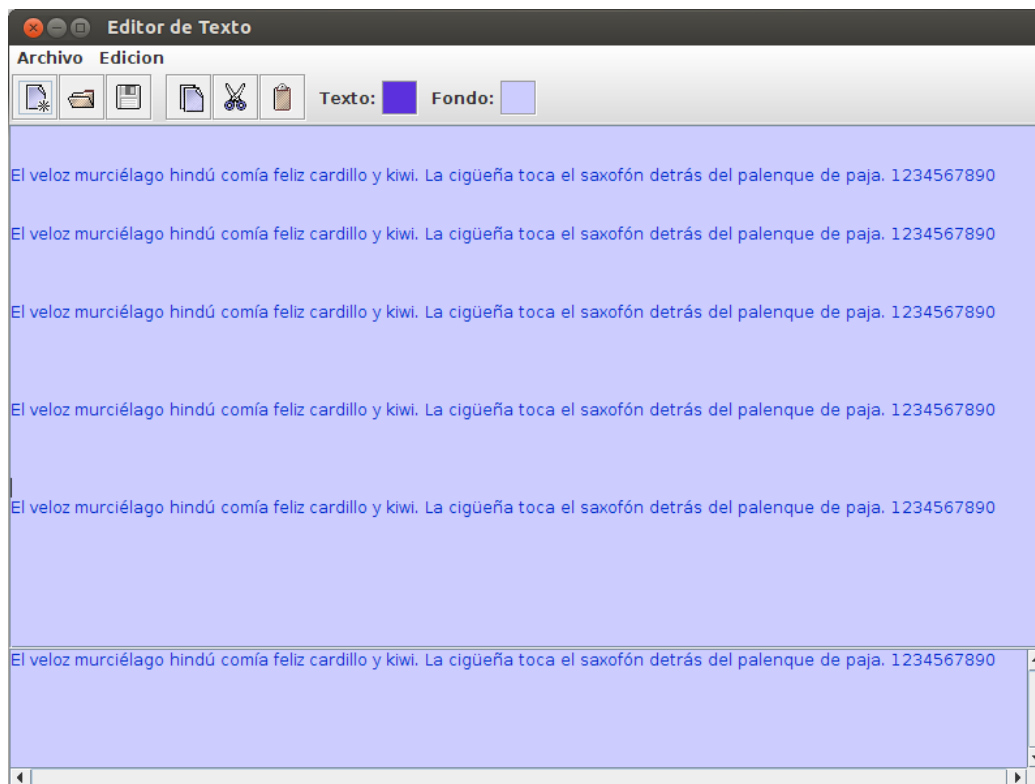 Editor de Texto
Archivo Edicion
Texto: Fondo:
El veloz murciélago hindú comía feliz cardillo y kiwi. La cigüeña toca el saxofón detrás del palenque de paja. 1234567890
El veloz murciélago hindú comía feliz cardillo y kiwi. La cigüeña toca el saxofón detrás del palenque de paja. 1234567890
El veloz murciélago hindú comía feliz cardillo y kiwi. La cigüeña toca el saxofón detrás del palenque de paja. 1234567890
El veloz murciélago hindú comía feliz cardillo y kiwi. La cigüeña toca el saxofón detrás del palenque de paja. 1234567890
El veloz murciélago hindú comía feliz cardillo y kiwi. La cigüeña toca el saxofón detrás del palenque de paja. 1234567890
El veloz murciélago hindú comía feliz cardillo y kiwi. La cigüeña toca el saxofón detrás del palenque de paja. 1234567890